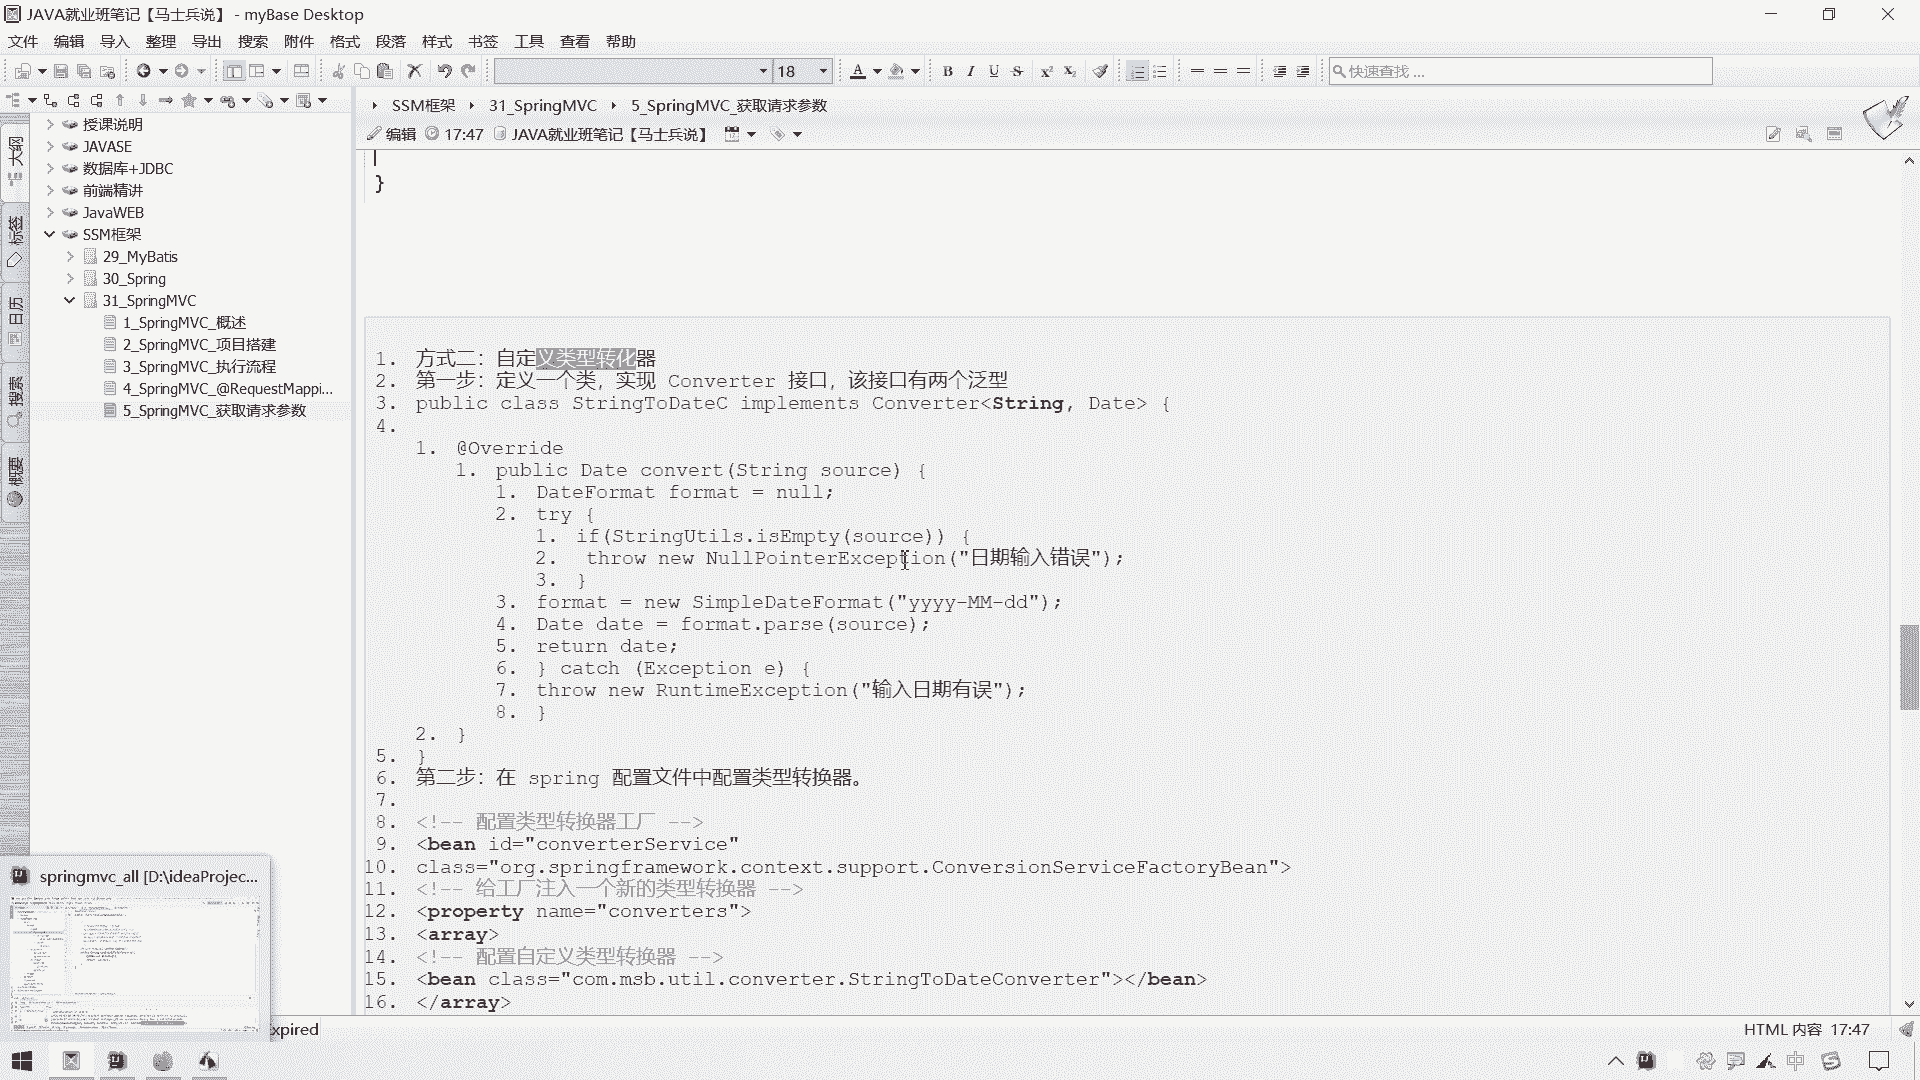 JAVA就业班笔记【马士兵说】 - myBase Desktop
文件 编辑 导入 整理 导出 搜索 附件 格式 段落 样式 书签 工具 查看 帮助
18
A B I U S x² X₂
快速查找 ...
SSM框架 31_SpringMVC 5_SpringMVC_获取请求参数
编辑 17:47 JAVA就业班笔记【马士兵说】
大纲
标签
日历
搜索
概要
授课说明
JAVASE
数据库+JDBC
前端精讲
JavaWEB
SSM框架
29_MyBatis
30_Spring
31_SpringMVC
1_SpringMVC_概述
2_SpringMVC_项目搭建
3_SpringMVC_执行流程
4_SpringMVC_@RequestMappi...
5_SpringMVC_获取请求参数
}
1. 方式二：自定义类型转化器
2. 第一步：定义一个类，实现 Converter 接口，该接口有两个泛型
3. public class StringToDateC implements Converter<String, Date> {
4.
1. @Override
1. public Date convert(String source) {
1. DateFormat format = null;
2. try {
1. if(StringUtils.isEmpty(source)) {
2. throw new NullPointerException("日期输入错误");
3. }
3. format = new SimpleDateFormat("yyyy-MM-dd");
4. Date date = format.parse(source);
5. return date;
6. } catch (Exception e) {
7. throw new RuntimeException("输入日期有误");
8. }
2. }
5. }
6. 第二步：在 spring 配置文件中配置类型转换器。
7.
8. <!-- 配置类型转换器工厂 -->
9. <bean id="converterService"
10. class="org.springframework.context.support.ConversionServiceFactoryBean">
11. <!-- 给工厂注入一个新的类型转换器 -->
12. <property name="converters">
13. <array>
14. <!-- 配置自定义类型转换器 -->
15. <bean class="com.msb.util.converter.StringToDateConverter"></bean>
16. </array>
springmvc_all [D:\ideaProjec...
xpired
HTML 内容 17:47
中